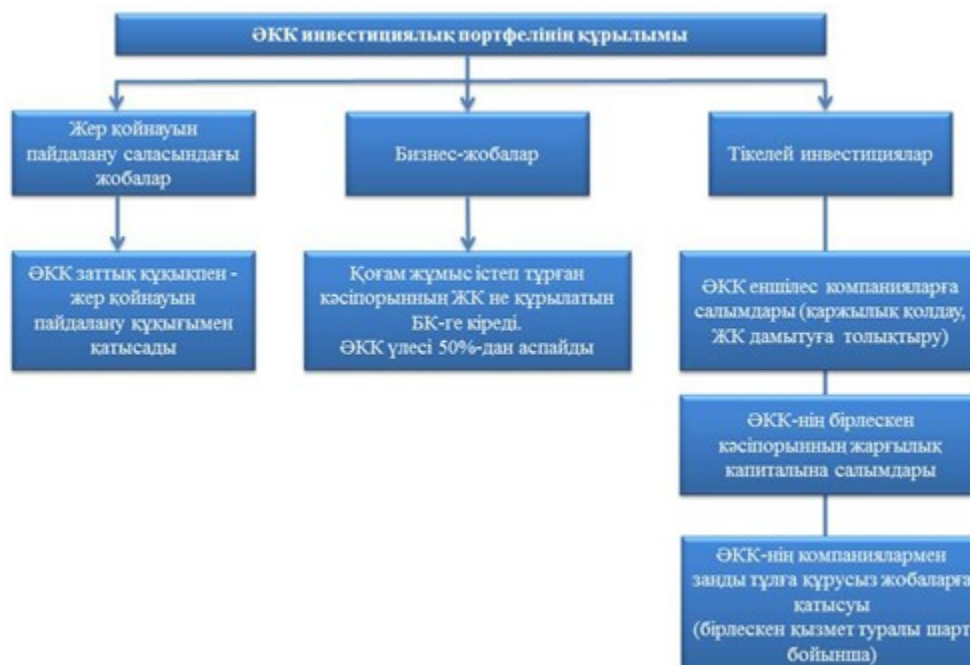 ӘКК инвестициялық портфелінің құрылымы
Жер қойнауын
пайдалану саласындағы
жобалар
Бизнес-жобалар
Тікелей инвестициялар
ӘКК заттық құқықпен -
жер қойнауын
пайдалану құқығымен
қатысады
Қоғам жұмыс істеп тұрған
кәсіпорынның ЖК не құрылатын
БК-ге кіреді.
ӘКК үлесі 50%-дан аспайды
ӘКК еншілес компанияларға
салымдары (қаржылық қолдау,
ЖК дамытуға толықтыру)
ӘКК-нің бірлескен
кәсіпорынның жарғылық
капиталына салымдары
ӘКК-нің компаниялармен
заңды тұлға құрусыз жобаларға
қатысуы
(бірлескен қызмет туралы шарт
бойынша)